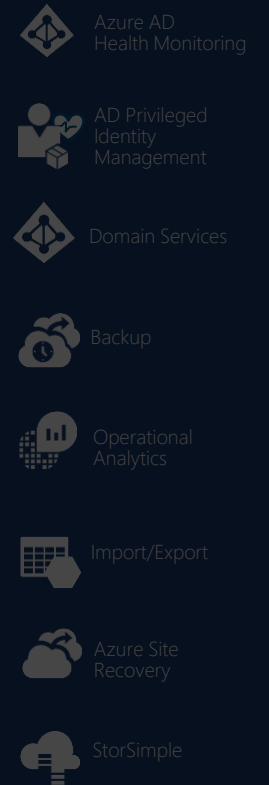 Azure AD
Health Monitoring
AD Privileged
Identity
Management
Domain Services
Backup
Operational
Analytics
Import/Export
Azure Site
Recovery
StorSimple